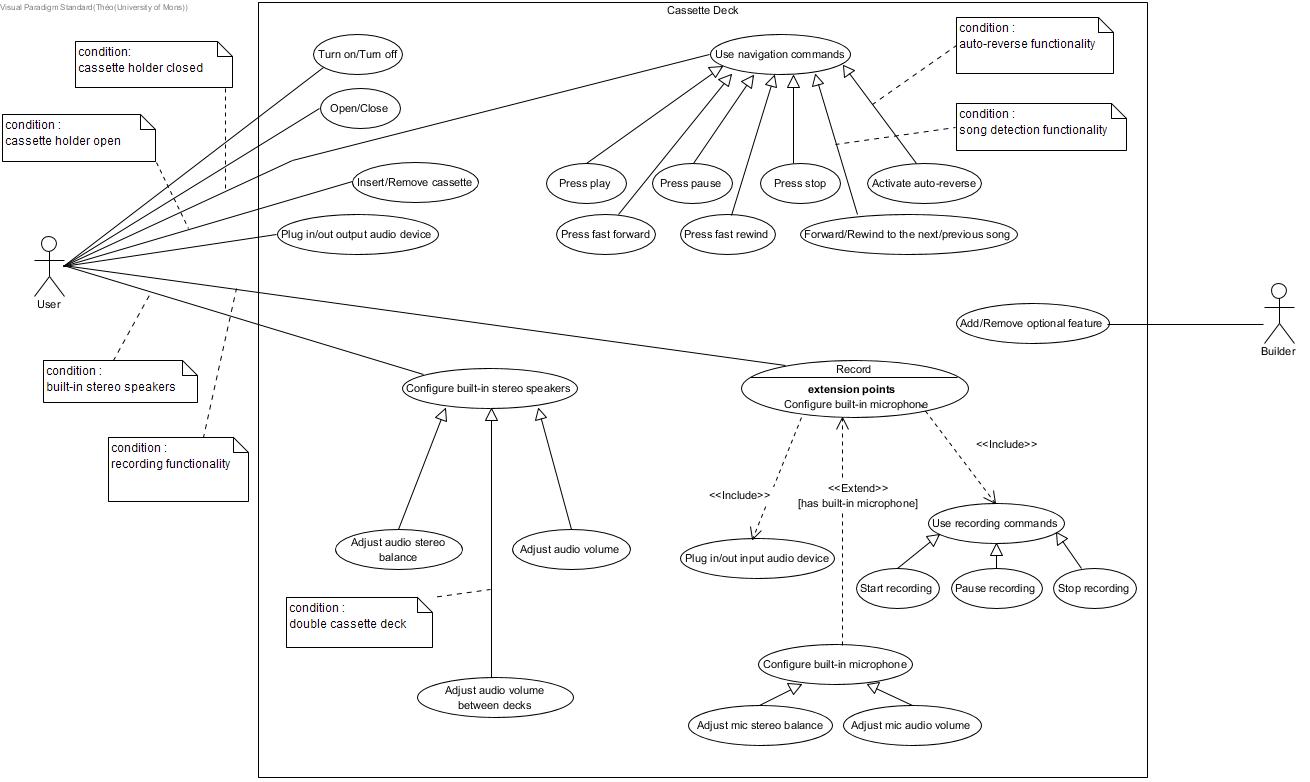 Visual Paradigm Standard(Théo(University of Mons))
Cassette Deck
condition:
cassette holder closed
Turn on/Turn off
Use navigation commands
condition :
auto-reverse functionality
Open/Close
condition :
cassette holder open
condition :
song detection functionality
Insert/Remove cassette
Press play
Press pause
Press stop
Activate auto-reverse
Plug in/out output audio device
Press fast forward
Press fast rewind
Forward/Rewind to the next/previous song
User
Add/Remove optional feature
Builder
condition :
built-in stereo speakers
Configure built-in stereo speakers
Record
extension points
Configure built-in microphone
condition :
recording functionality
<<Include>>
<<Include>>
<<Extend>>
[has built-in microphone]
Use recording commands
Adjust audio stereo
balance
Adjust audio volume
Plug in/out input audio device
Start recording
Pause recording
Stop recording
condition :
double cassette deck
Configure built-in microphone
Adjust audio volume
between decks
Adjust mic stereo balance
Adjust mic audio volume